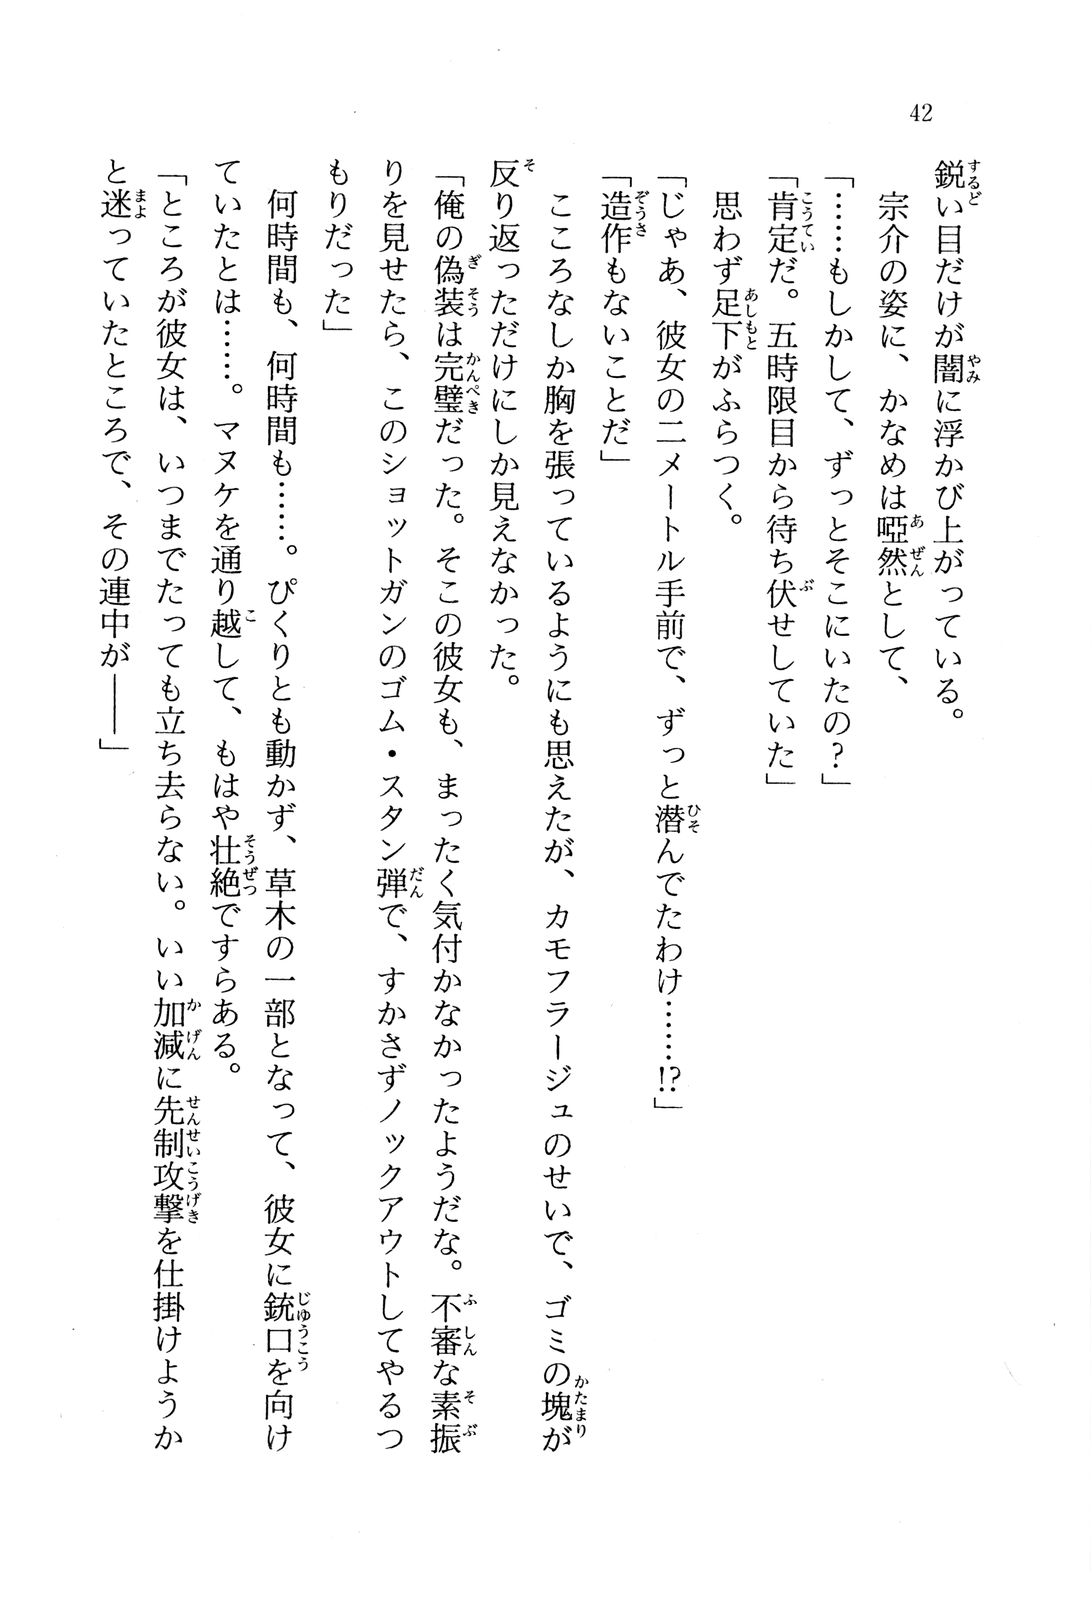 42
鋭い目だけが闇に浮かび上がっている。
宗介の姿に、かなめは啞然として、
「……もしかして、ずっとそこにいたの？」
「肯定だ。五時限目から待ち伏せしていた」
思わず足下がふらつく。
「じゃあ、彼女の二メートル手前で、ずっと潜んでたわけ……!?」
「造作もないことだ」
こころなしか胸を張っているようにも思えたが、カモフラージュのせいで、ゴミの塊が
反り返っただけにしか見えなかった。
「俺の偽装は完璧だった。そこの彼女も、まったく気付かなかったようだな。不審な素振
りを見せたら、このショットガンのゴム・スタン弾で、すかさずノックアウトしてやるつ
もりだった」
何時間も、何時間も……。ぴくりとも動かず、草木の一部となって、彼女に銃口を向け
ていたとは……。マヌケを通り越して、もはや壮絶ですらある。
「ところが彼女は、いつまでたっても立ち去らない。いい加減に先制攻撃を仕掛けようか
と迷っていたところで、その連中が――」